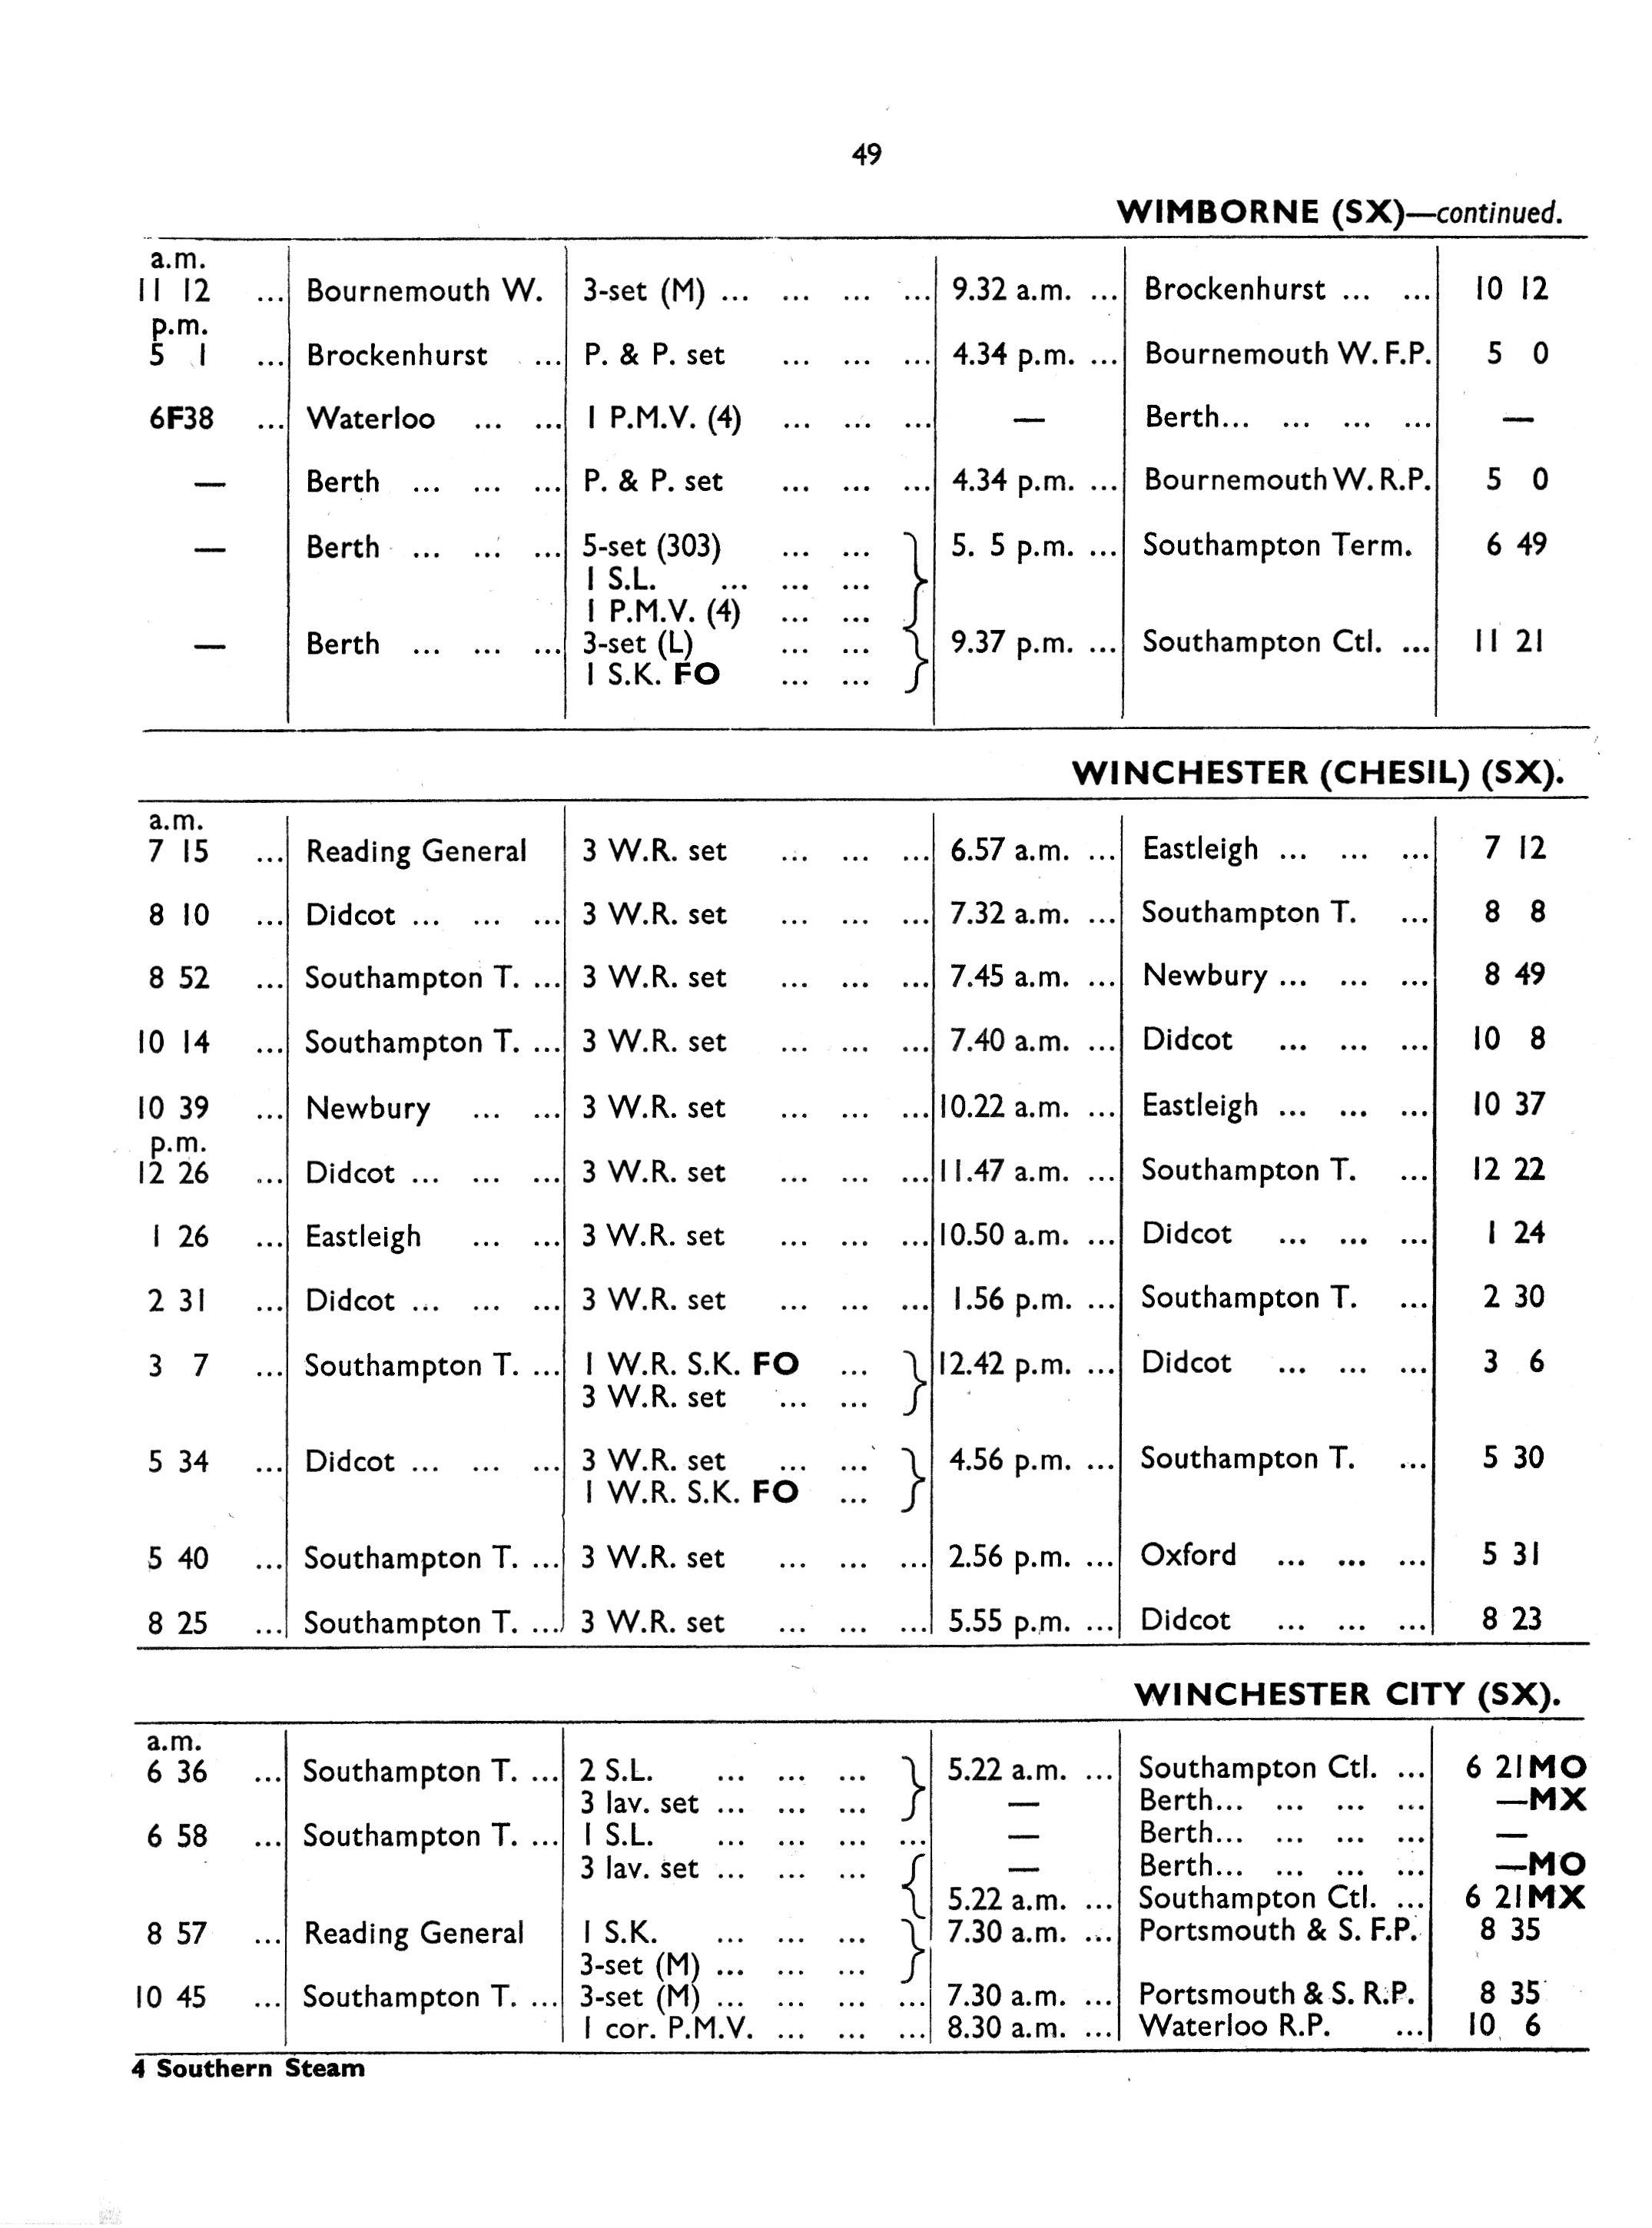 49
WIMBORNE (SX)—continued.
a.m.
11 12 ... Bournemouth W. 3-set (M) ... ... ... ... 9.32 a.m. ... Brockenhurst ... ... 10 12
p.m.
5 1 ... Brockenhurst ... P. & P. set ... ... ... 4.34 p.m. ... Bournemouth W. F.P. 5 0
6F38 ... Waterloo ... ... 1 P.M.V. (4) ... ... ... — Berth... ... ... ... —
— Berth ... ... ... P. & P. set ... ... ... 4.34 p.m. ... Bournemouth W. R.P. 5 0
— Berth ... ... ... 5-set (303) ... ... 5. 5 p.m. ... Southampton Term. 6 49
1 S.L. ... ... ...
1 P.M.V. (4) ... ...
— Berth ... ... ... 3-set (L) ... ... 9.37 p.m. ... Southampton Ctl. ... 11 21
1 S.K. FO ... ...
WINCHESTER (CHESIL) (SX).
a.m.
7 15 ... Reading General 3 W.R. set ... ... ... 6.57 a.m. ... Eastleigh ... ... ... 7 12
8 10 ... Didcot ... ... ... 3 W.R. set ... ... ... 7.32 a.m. ... Southampton T. ... 8 8
8 52 ... Southampton T. ... 3 W.R. set ... ... ... 7.45 a.m. ... Newbury ... ... ... 8 49
10 14 ... Southampton T. ... 3 W.R. set ... ... ... 7.40 a.m. ... Didcot ... ... ... 10 8
10 39 ... Newbury ... ... 3 W.R. set ... ... ... 10.22 a.m. ... Eastleigh ... ... ... 10 37
p.m.
12 26 ... Didcot ... ... ... 3 W.R. set ... ... ... 11.47 a.m. ... Southampton T. ... 12 22
1 26 ... Eastleigh ... ... 3 W.R. set ... ... ... 10.50 a.m. ... Didcot ... ... ... 1 24
2 31 ... Didcot ... ... ... 3 W.R. set ... ... ... 1.56 p.m. ... Southampton T. ... 2 30
3 7 ... Southampton T. ... 1 W.R. S.K. FO ... 12.42 p.m. ... Didcot ... ... ... 3 6
3 W.R. set ... ...
5 34 ... Didcot ... ... ... 3 W.R. set ... ... 4.56 p.m. ... Southampton T. ... 5 30
1 W.R. S.K. FO ...
5 40 ... Southampton T. ... 3 W.R. set ... ... ... 2.56 p.m. ... Oxford ... ... ... 5 31
8 25 ... Southampton T. ... 3 W.R. set ... ... ... 5.55 p.m. ... Didcot ... ... ... 8 23
WINCHESTER CITY (SX).
a.m.
6 36 ... Southampton T. ... 2 S.L. ... ... ... 5.22 a.m. ... Southampton Ctl. ... 6 21MO
3 lav. set ... ... ... — Berth... ... ... ... —MX
6 58 ... Southampton T. ... 1 S.L. ... ... ... ... — Berth... ... ... ... —
3 lav. set ... ... ... — Berth... ... ... ... —MO
5.22 a.m. ... Southampton Ctl. ... 6 21MX
8 57 ... Reading General 1 S.K. ... ... ... 7.30 a.m. ... Portsmouth & S. F.P. 8 35
3-set (M) ... ... ...
10 45 ... Southampton T. ... 3-set (M) ... ... ... ... 7.30 a.m. ... Portsmouth & S. R.P. 8 35
1 cor. P.M.V. ... ... ... 8.30 a.m. ... Waterloo R.P. ... 10 6
4 Southern Steam